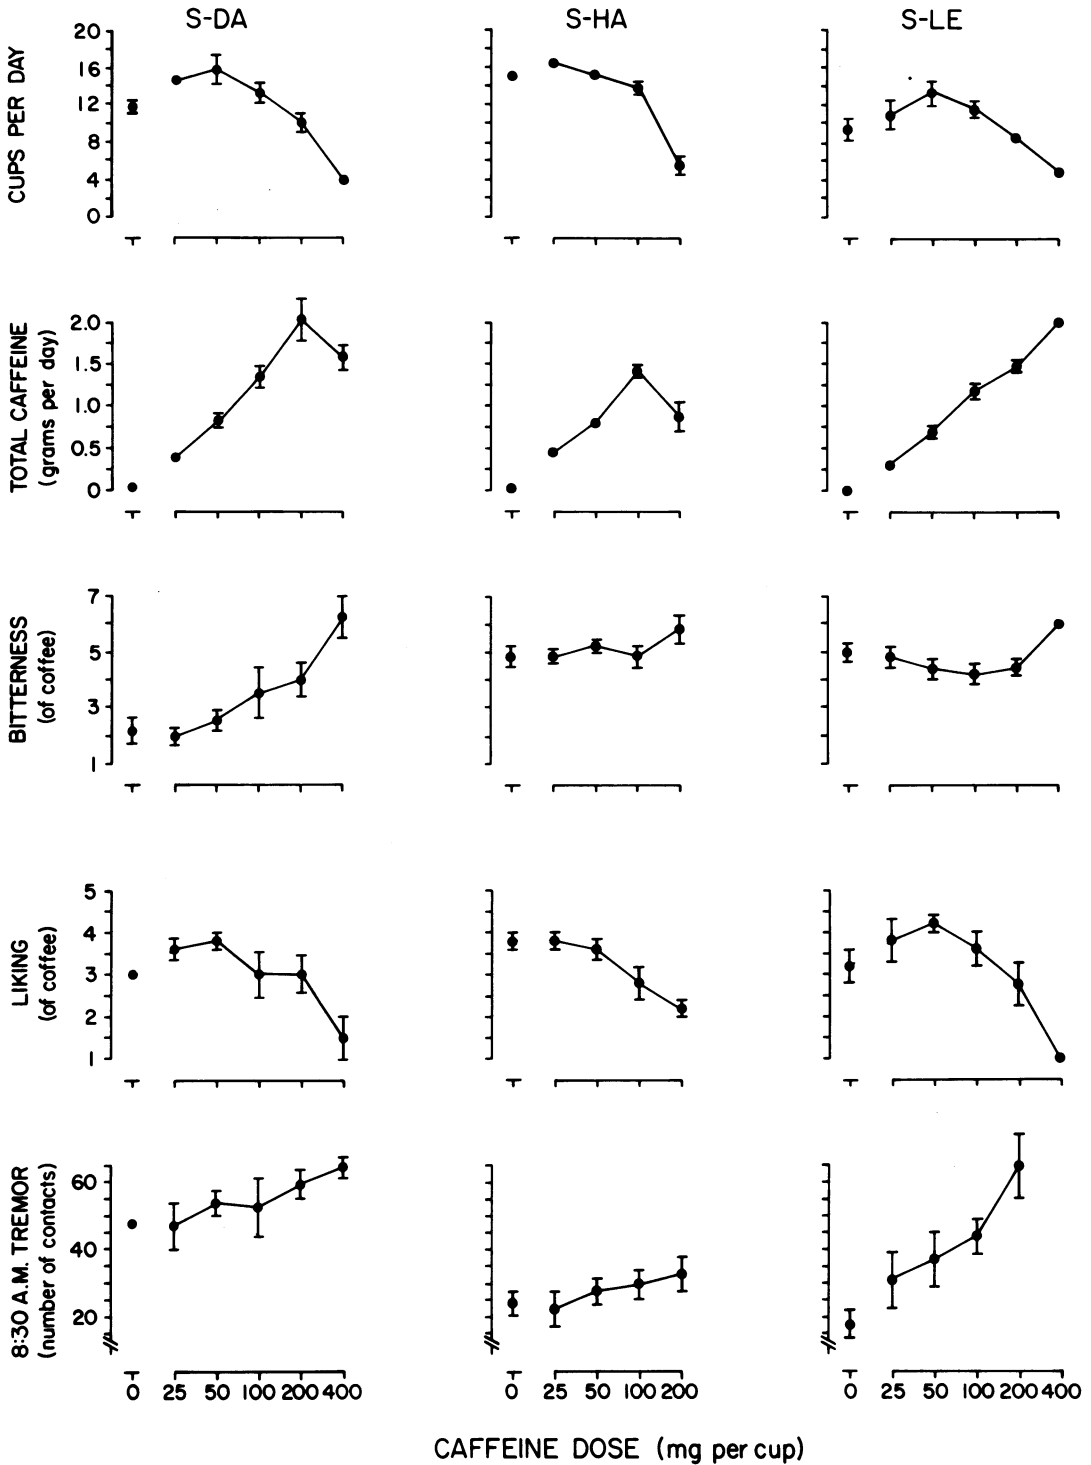 S-DA S-HA S-LE
CUPS PER DAY
20
16
12
8
4
0
TOTAL CAFFEINE
(grams per day)
2.0
1.5
1.0
0.5
0
BITTERNESS
(of coffee)
7
5
3
1
LIKING
(of coffee)
5
4
3
2
1
8:30 A.M. TREMOR
(number of contacts)
60
40
20
0 25 50 100 200 400 0 25 50 100 200 0 25 50 100 200 400
CAFFEINE DOSE (mg per cup)